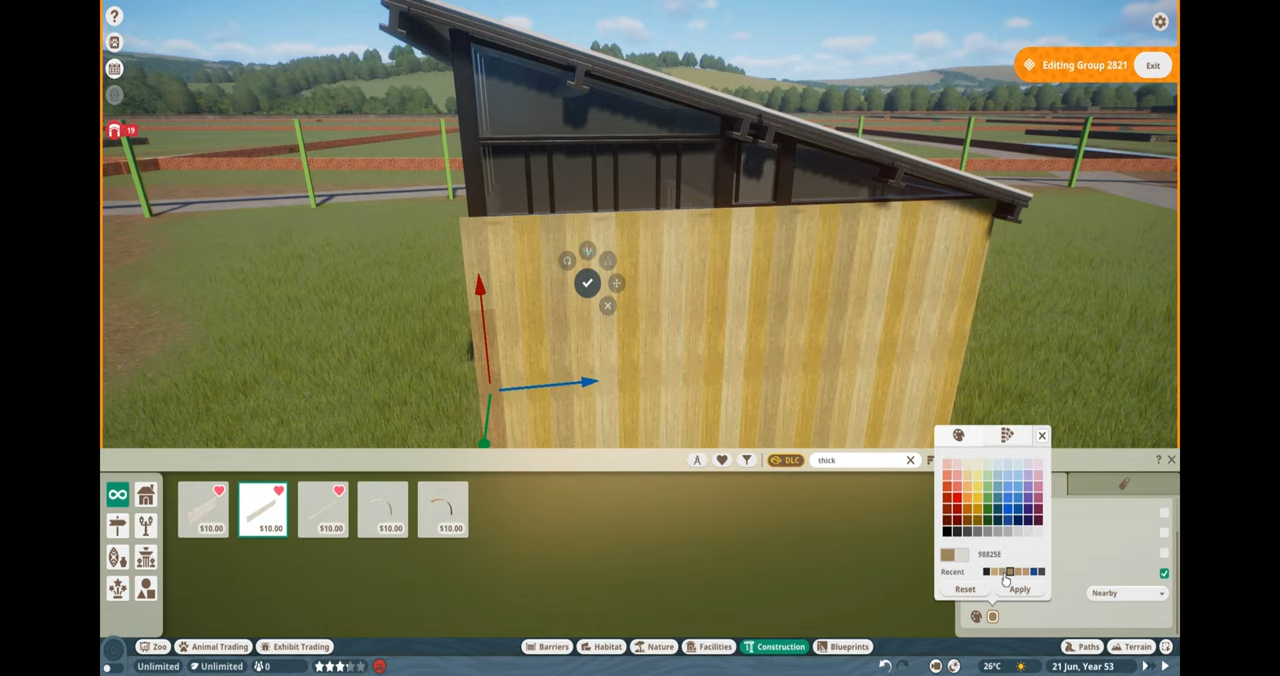 ?
Editing Group 2821
Exit
19
DLC
thick
?
$10.00
$10.00
$10.00
$10.00
$10.00
98825E
Recent
Reset
Apply
Nearby
Zoo
Animal Trading
Exhibit Trading
Barriers
Habitat
Nature
Facilities
Construction
Blueprints
Paths
Terrain
Unlimited
Unlimited
0
26°C
21 Jun, Year 53